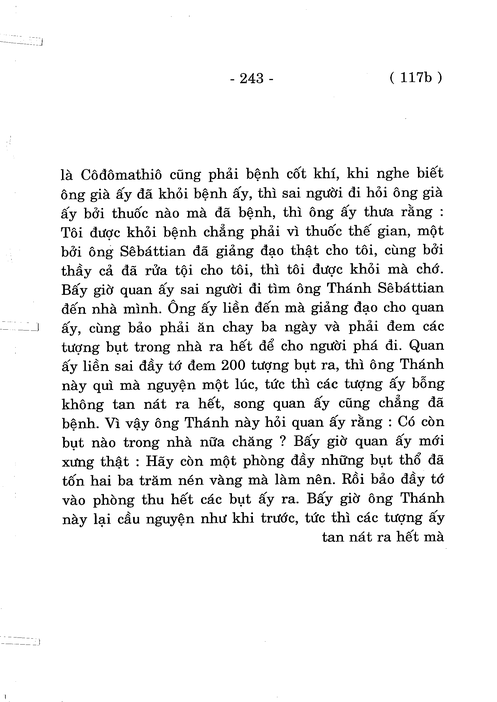 - 243 - ( 117b )
là Côđômathiô cũng phải bệnh cốt khí, khi nghe biết
ông già ấy đã khỏi bệnh ấy, thì sai người đi hỏi ông già
ấy bởi thuốc nào mà đã bệnh, thì ông ấy thưa rằng :
Tôi được khỏi bệnh chẳng phải vì thuốc thế gian, một
bởi ông Sêbáttian đã giảng đạo thật cho tôi, cùng bởi
thầy cả đã rửa tội cho tôi, thì tôi được khỏi mà chớ.
Bấy giờ quan ấy sai người đi tìm ông Thánh Sêbáttian
đến nhà mình. Ông ấy liền đến mà giảng đạo cho quan
ấy, cùng bảo phải ăn chay ba ngày và phải đem các
tượng bụt trong nhà ra hết để cho người phá đi. Quan
ấy liền sai đầy tớ đem 200 tượng bụt ra, thì ông Thánh
này quì mà nguyện một lúc, tức thì các tượng ấy bỗng
không tan nát ra hết, song quan ấy cũng chẳng đã
bệnh. Vì vậy ông Thánh này hỏi quan ấy rằng : Có còn
bụt nào trong nhà nữa chăng ? Bấy giờ quan ấy mới
xưng thật : Hãy còn một phòng đầy những bụt thổ đã
tốn hai ba trăm nén vàng mà làm nên. Rồi bảo đầy tớ
vào phòng thu hết các bụt ấy ra. Bấy giờ ông Thánh
này lại cầu nguyện như khi trước, tức thì các tượng ấy
tan nát ra hết mà